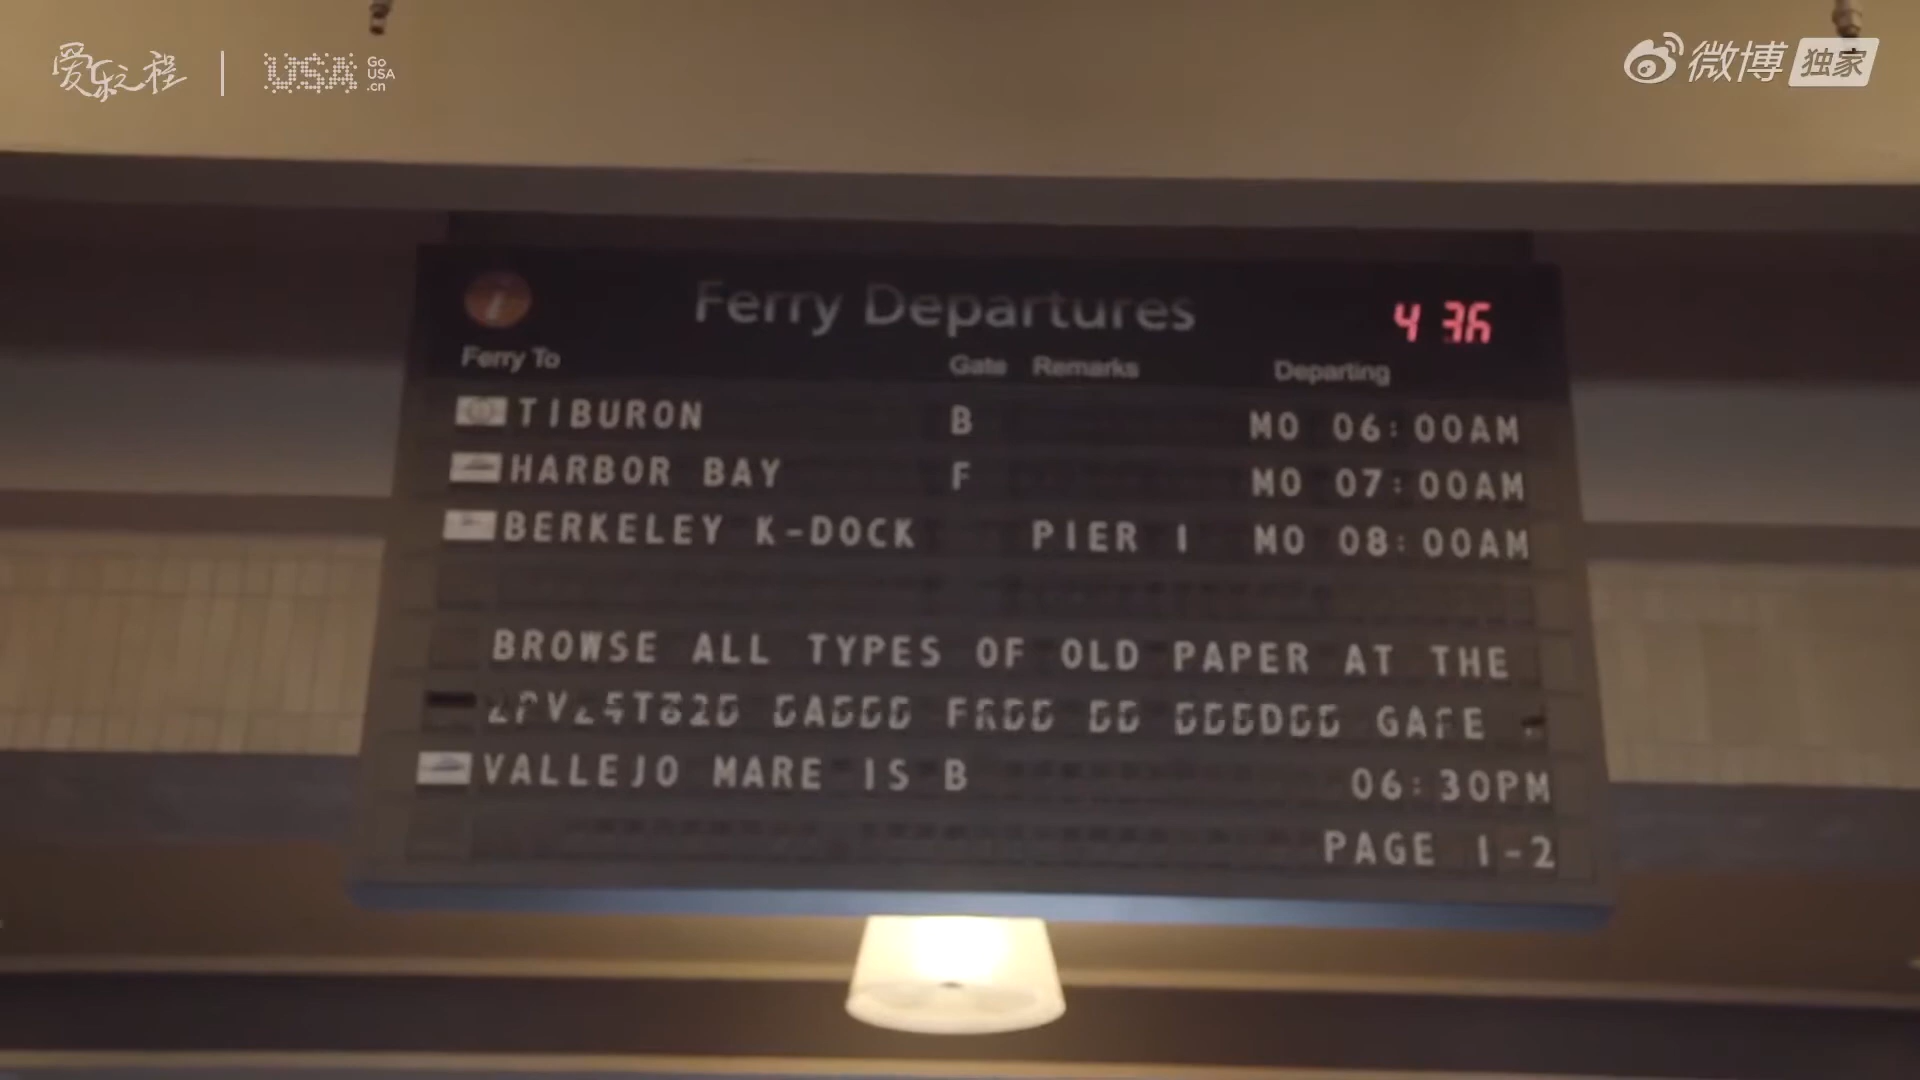 爱乐之程
USA
Go
USA
.cn
微博 独家
Ferry Departures
4 36
Ferry To Gate Remarks Departing
TIBURON B MO 06:00AM
HARBOR BAY F MO 07:00AM
BERKELEY K-DOCK PIER 1 MO 08:00AM
BROWSE ALL TYPES OF OLD PAPER AT THE
VALLEJO MARE IS B 06:30PM
PAGE 1-2